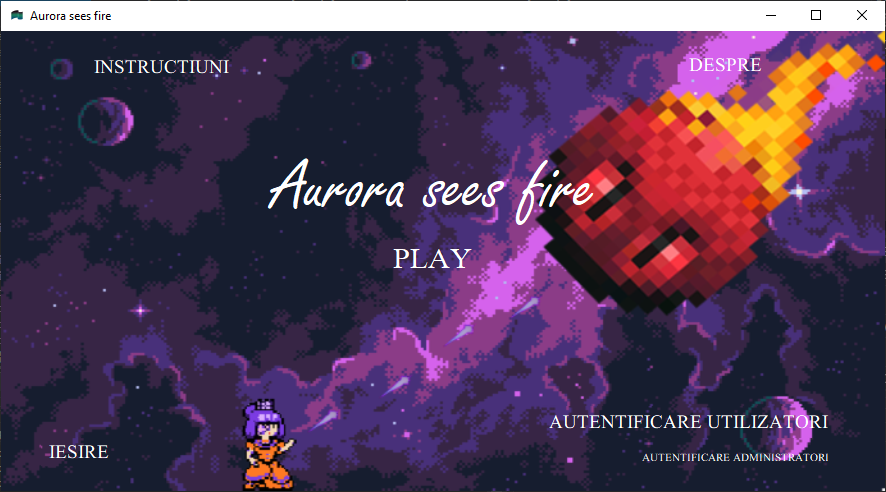 Aurora sees fire
INSTRUCTIUNI
DESPRE
Aurora sees fire
PLAY
AUTENTIFICARE UTILIZATORI
IESIRE
AUTENTIFICARE ADMINISTRATORI